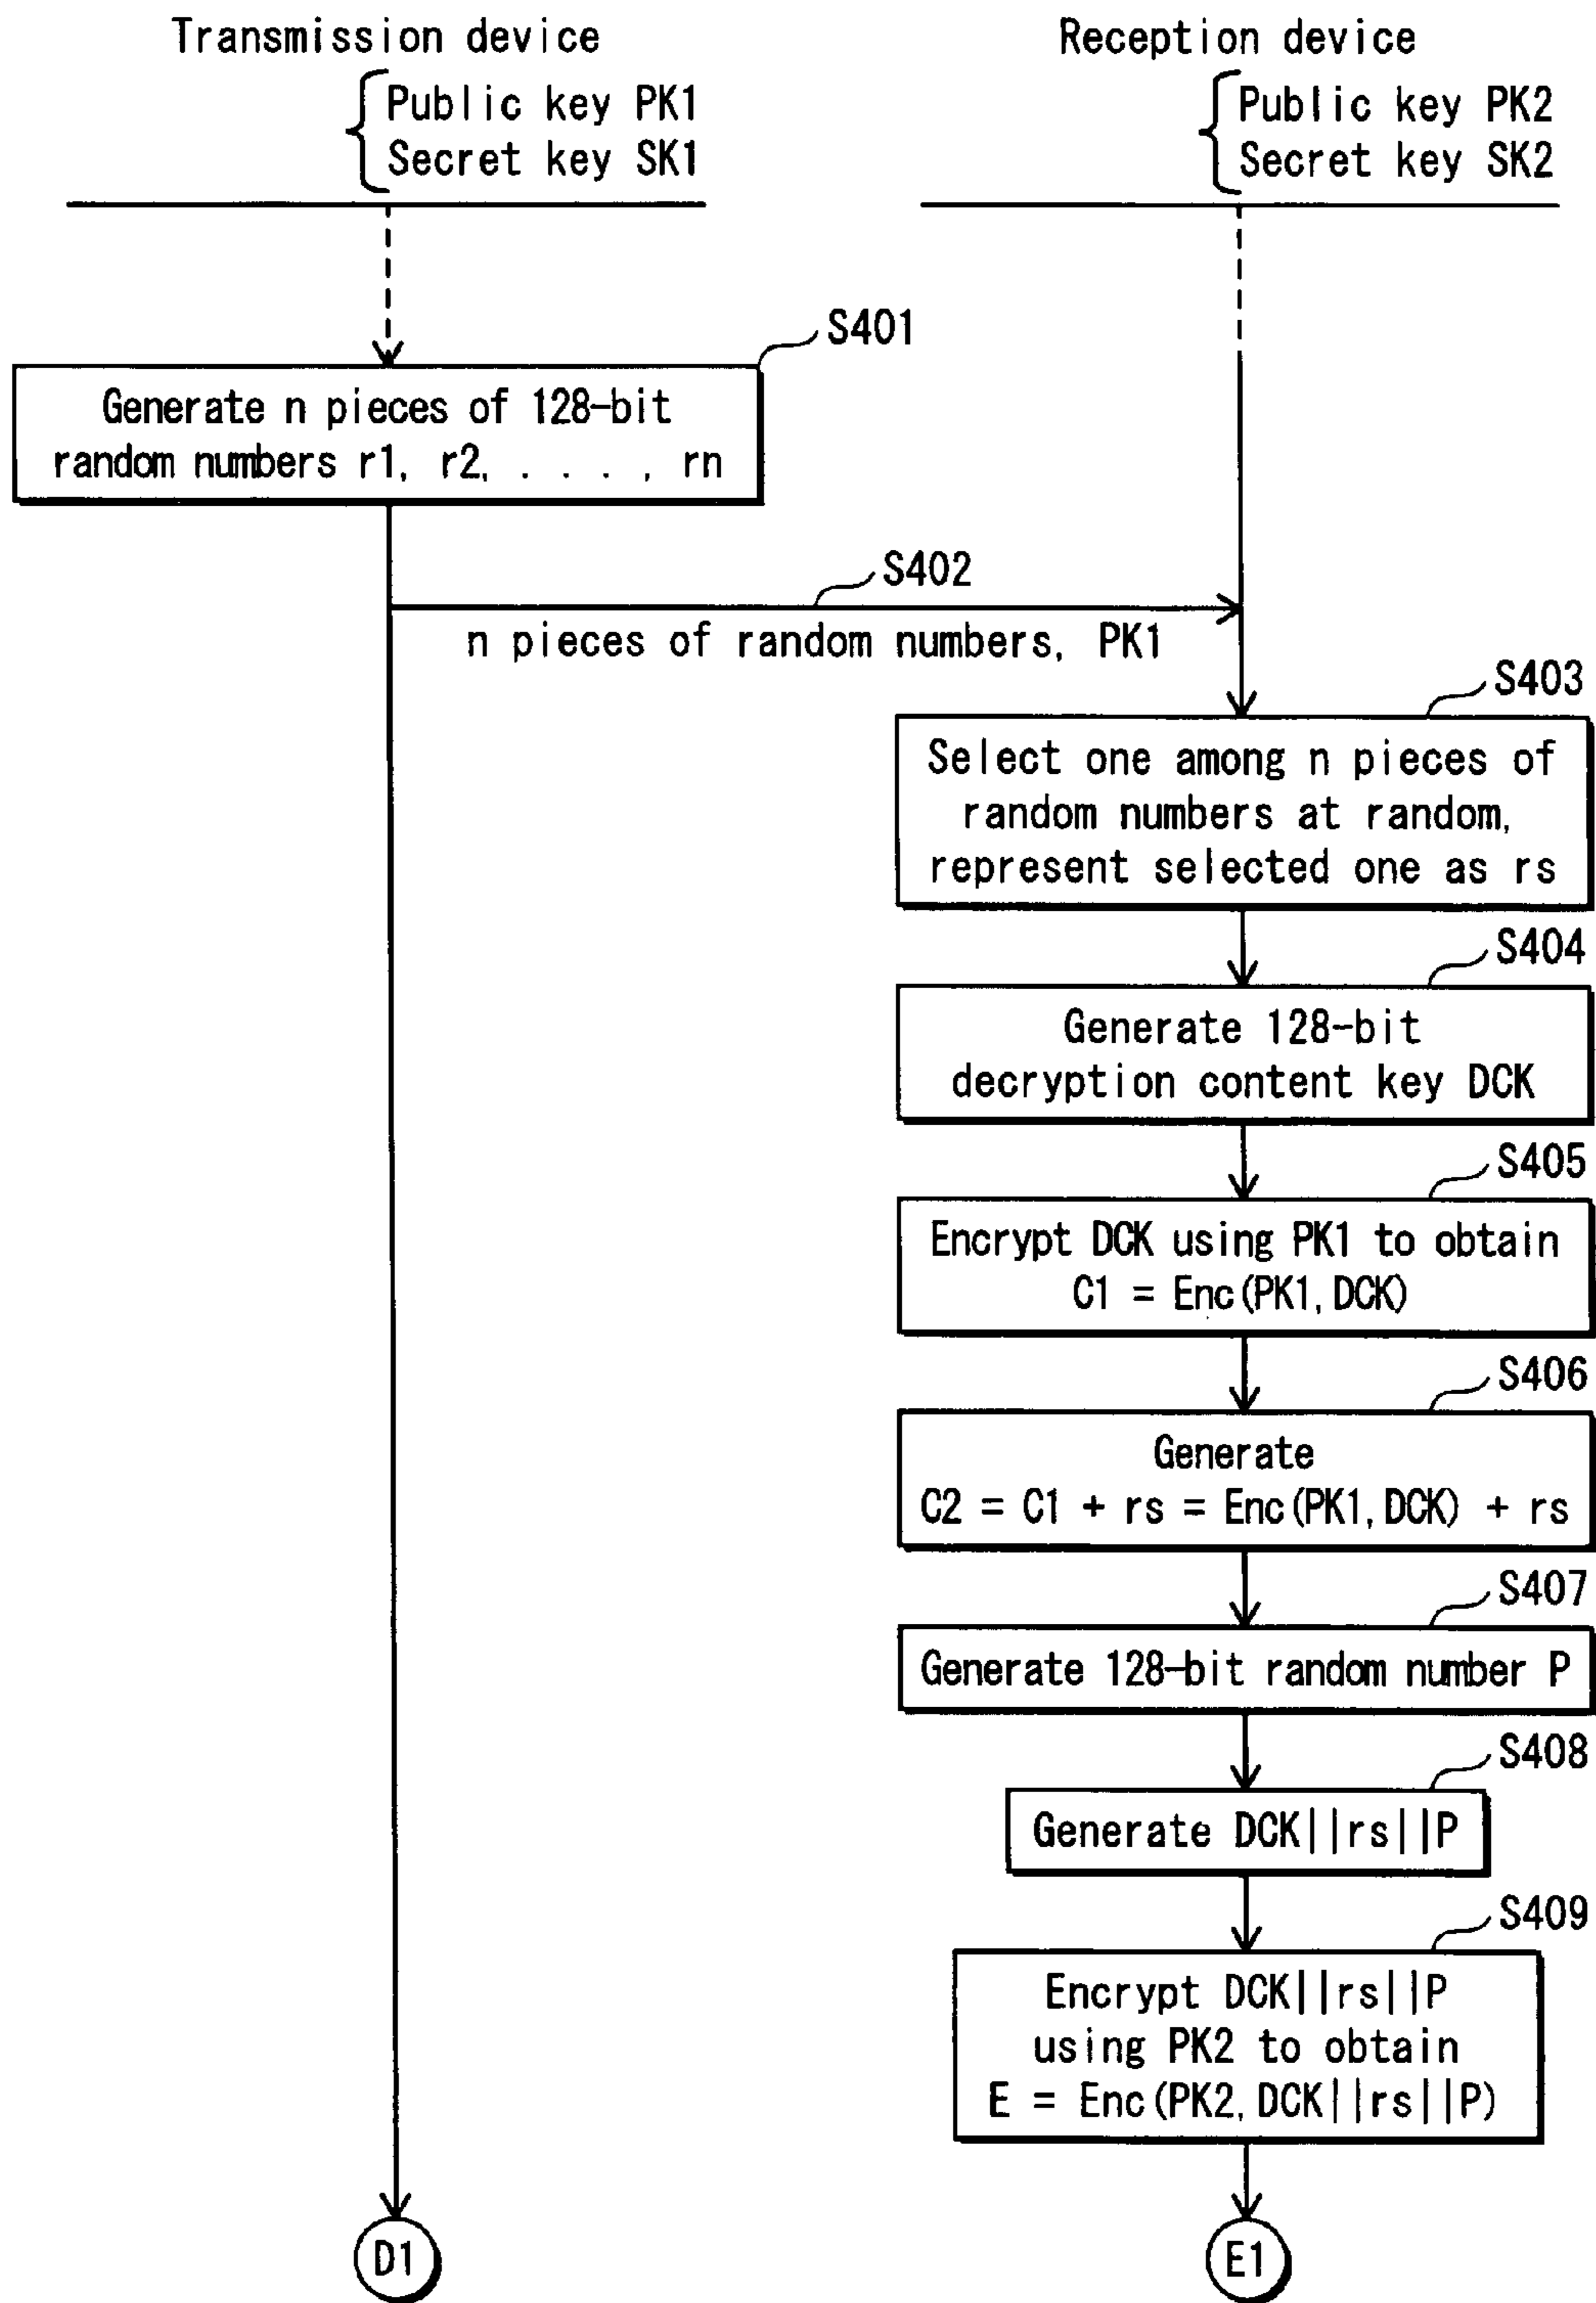 Transmission device
Public key PK1
Secret key SK1
Reception device
Public key PK2
Secret key SK2
S401
Generate n pieces of 128-bit
random numbers r1, r2, . . . , rn
S402
n pieces of random numbers, PK1
S403
Select one among n pieces of
random numbers at random,
represent selected one as rs
S404
Generate 128-bit
decryption content key DCK
S405
Encrypt DCK using PK1 to obtain
C1 = Enc(PK1, DCK)
S406
Generate
C2 = C1 + rs = Enc(PK1, DCK) + rs
S407
Generate 128-bit random number P
S408
Generate DCK||rs||P
S409
Encrypt DCK||rs||P
using PK2 to obtain
E = Enc(PK2, DCK||rs||P)
D1
E1